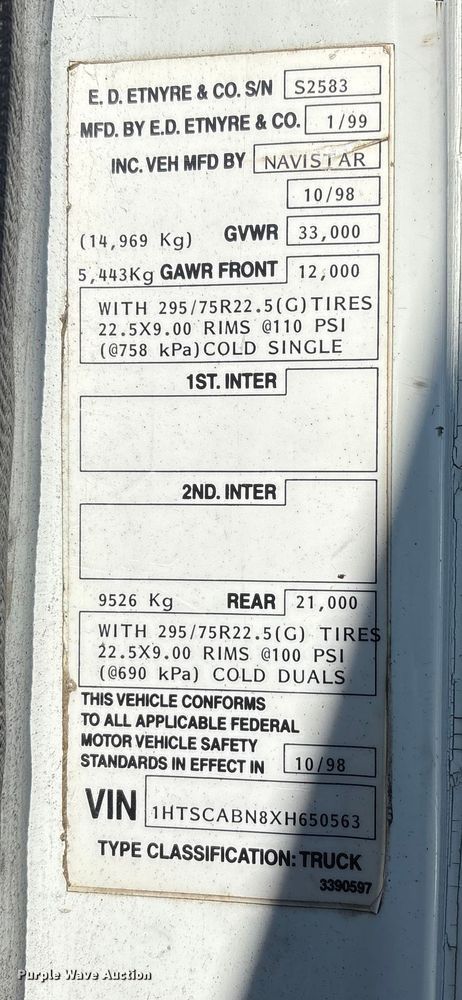 E. D. ETNYRE & CO. S/N S2583
MFD. BY E.D. ETNYRE & CO. 1/99
INC. VEH MFD BY NAVISTAR
10/98
(14,969 Kg) GVWR 33,000
5,443Kg GAWR FRONT 12,000
WITH 295/75R22.5(G)TIRES
22.5X9.00 RIMS @110 PSI
(@758 kPa)COLD SINGLE
1ST. INTER
2ND. INTER
9526 Kg REAR 21,000
WITH 295/75R22.5(G) TIRES
22.5X9.00 RIMS @100 PSI
(@690 kPa) COLD DUALS
THIS VEHICLE CONFORMS
TO ALL APPLICABLE FEDERAL
MOTOR VEHICLE SAFETY
STANDARDS IN EFFECT IN 10/98
VIN 1HTSCABN8XH650563
TYPE CLASSIFICATION: TRUCK
3390597
Purple Wave Auction